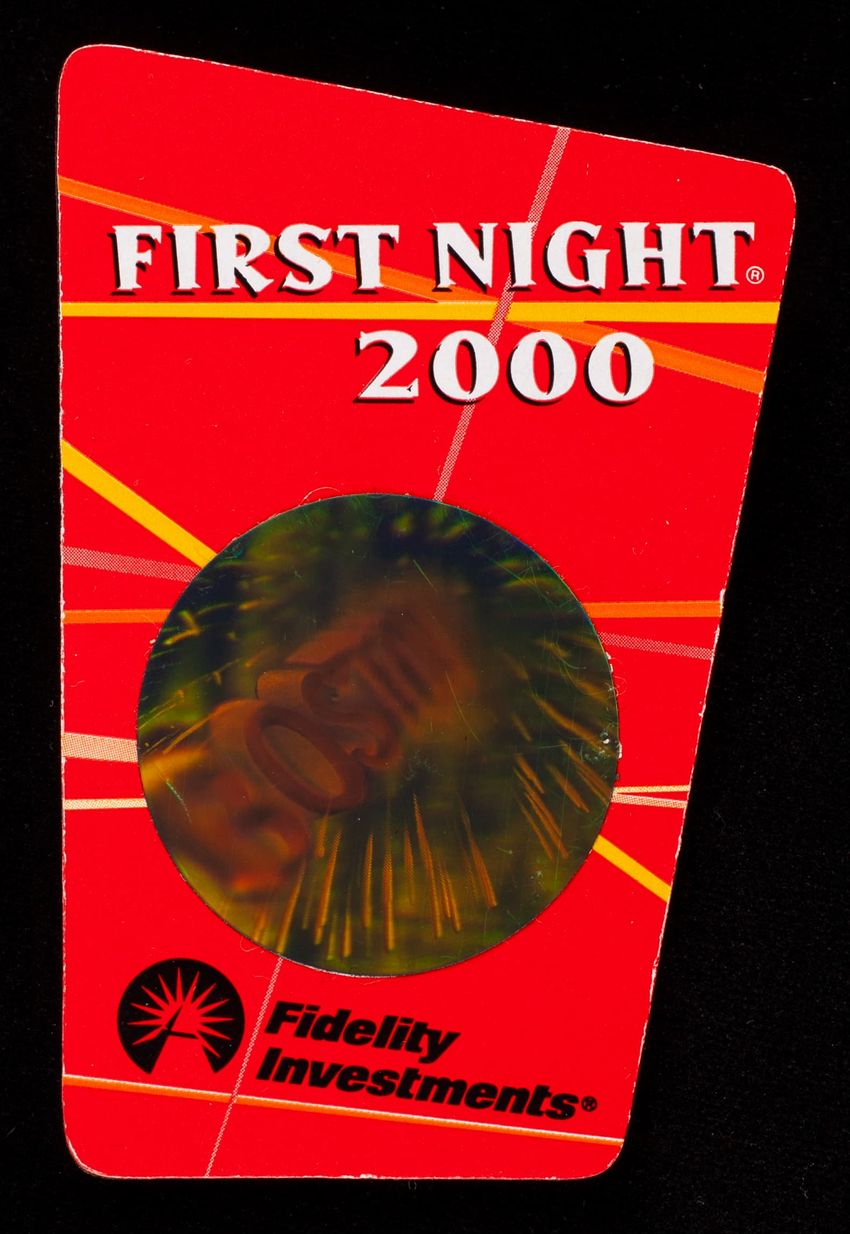 FIRST NIGHT®
2000
Fidelity
Investments®